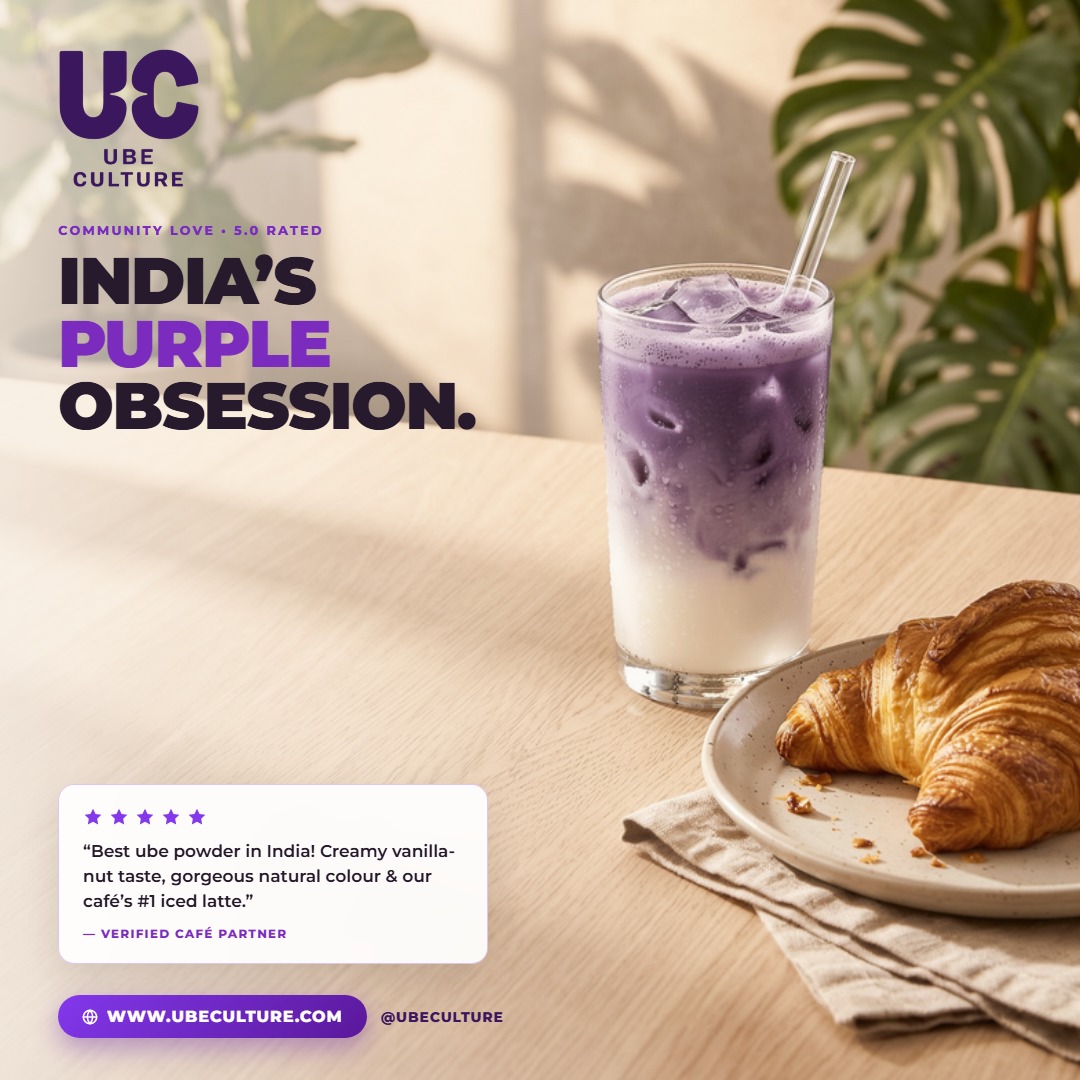 UC
UBE
CULTURE
COMMUNITY LOVE • 5.0 RATED
INDIA’S
PURPLE
OBSESSION.
“Best ube powder in India! Creamy vanilla-
nut taste, gorgeous natural colour & our
café’s #1 iced latte.”
— VERIFIED CAFÉ PARTNER
WWW.UBECULTURE.COM
@UBECULTURE